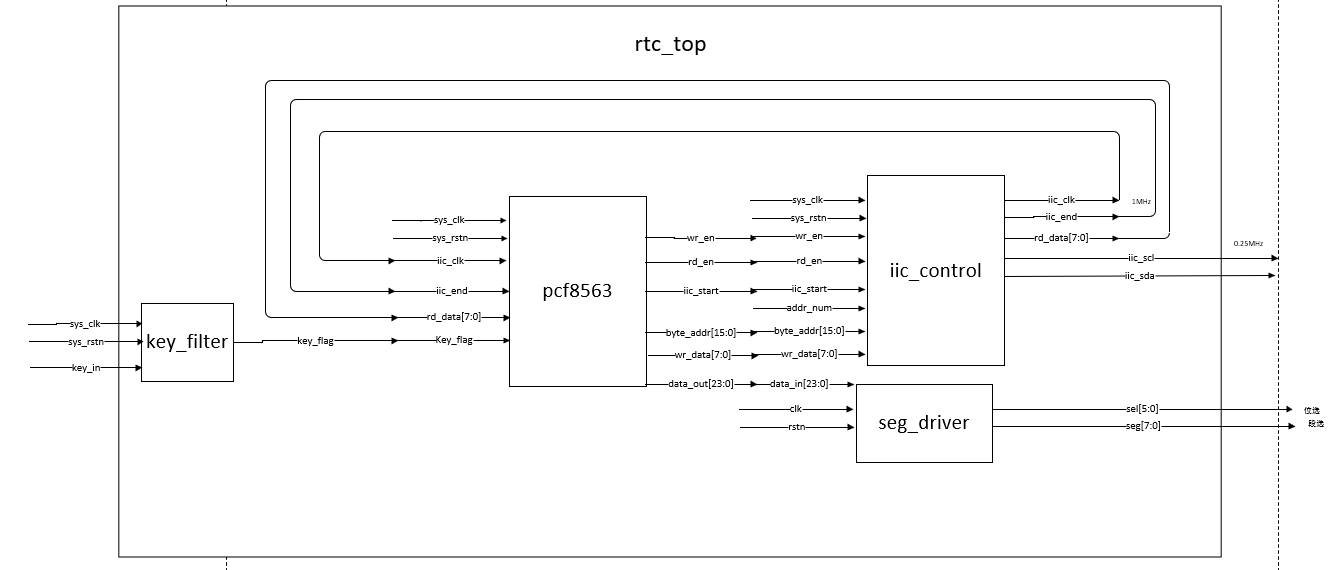 rtc_top
sys_clk
sys_rstn
key_in
key_filter
key_flag
sys_clk
sys_rstn
iic_clk
iic_end
rd_data[7:0]
Key_flag
pcf8563
wr_en
rd_en
iic_start
byte_addr[15:0]
wr_data[7:0]
data_out[23:0]
sys_clk
sys_rstn
wr_en
rd_en
iic_start
addr_num
byte_addr[15:0]
wr_data[7:0]
iic_control
iic_clk
1MHz
iic_end
rd_data[7:0]
0.25MHz
iic_scl
iic_sda
data_in[23:0]
clk
rstn
seg_driver
sel[5:0]
位选
seg[7:0]
段选